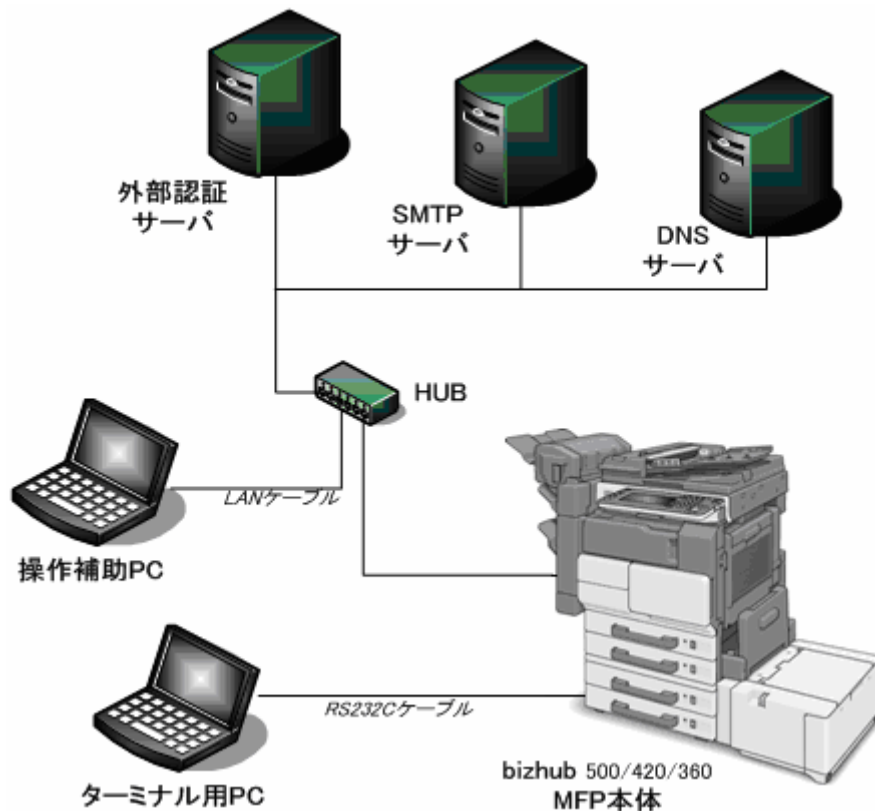 外部認証
サーバ
SMTP
サーバ
DNS
サーバ
HUB
LANケーブル
操作補助PC
RS232Cケーブル
ターミナル用PC
bizhub 500/420/360
MFP本体